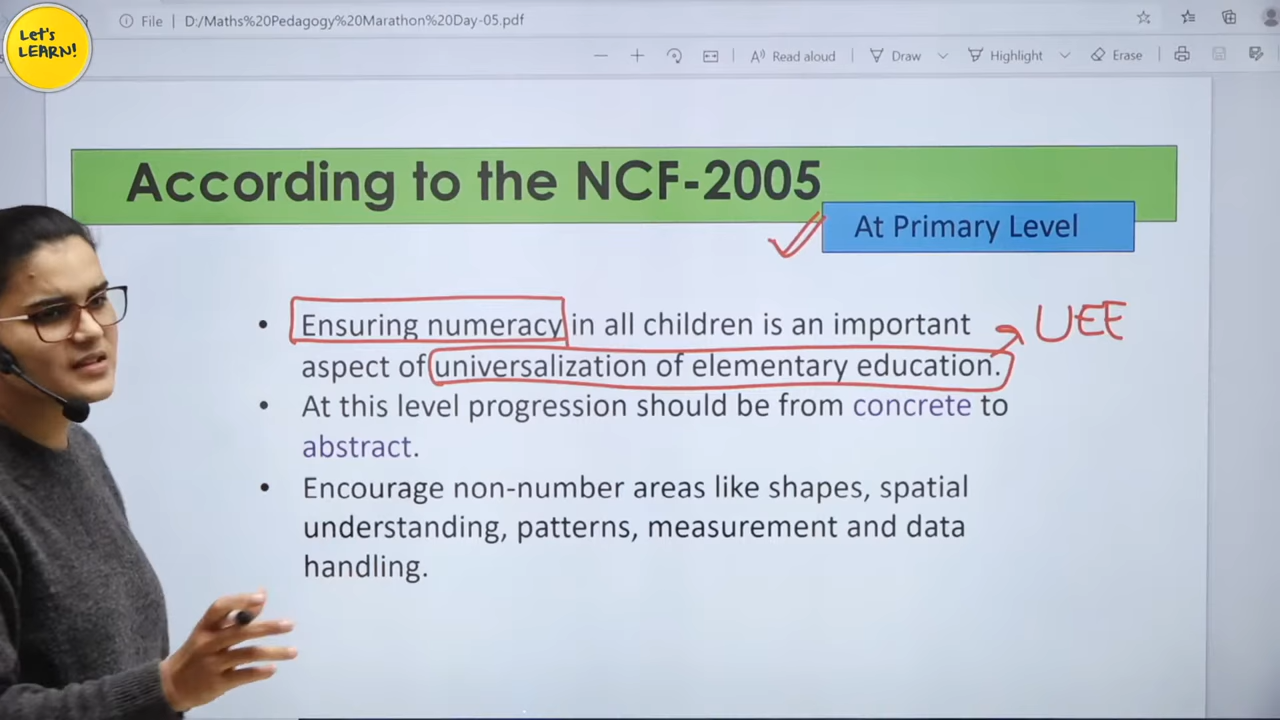 Let's
LEARN!
File | D:/Maths%20Pedagogy%20Marathon%20Day-05.pdf
Read aloud | Draw | Highlight Erase
According to the NCF-2005
At Primary Level
• Ensuring numeracy in all children is an important
aspect of universalization of elementary education.
UEE
• At this level progression should be from concrete to
abstract.
• Encourage non-number areas like shapes, spatial
understanding, patterns, measurement and data
handling.